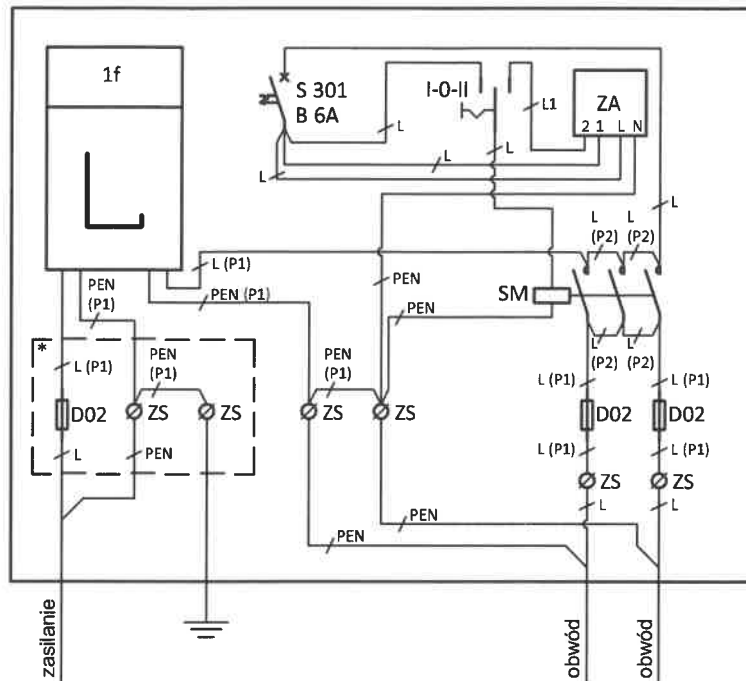 1f
S 301
B 6A
L
I-0-II
L1
ZA
2 1 L N
L
L
L
L
L
(P2)
L
(P2)
L (P1)
PEN
PEN
(P1)
PEN (P1)
SM
PEN
*
L (P1)
PEN
(P1)
PEN
(P1)
L
(P2)
L
(P2)
L (P1)
L (P1)
D02
ZS
ZS
ZS
ZS
D02
D02
L
PEN
L (P1)
L (P1)
ZS
ZS
L
L
PEN
PEN
zasilanie
obwód
obwód